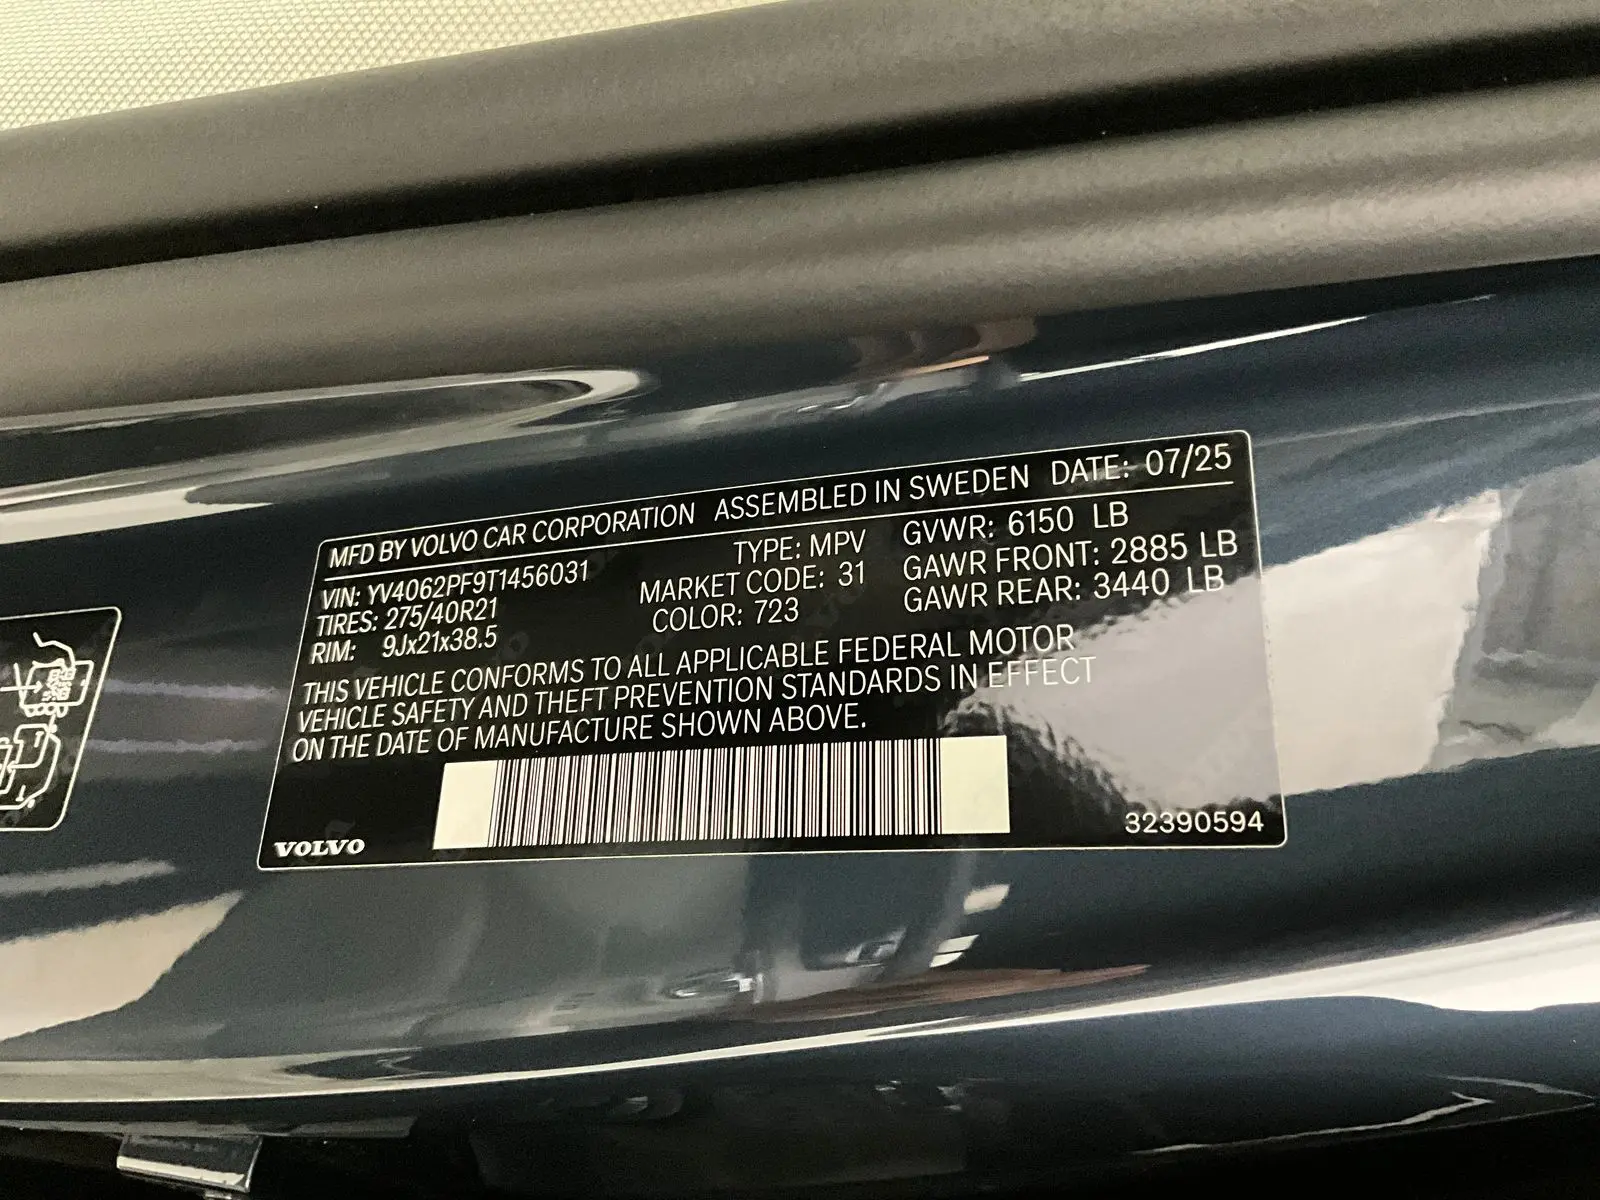 MFD BY VOLVO CAR CORPORATION ASSEMBLED IN SWEDEN DATE: 07/25
VIN: YV4062PF9T1456031 TYPE: MPV GVWR: 6150 LB
TIRES: 275/40R21 MARKET CODE: 31 GAWR FRONT: 2885 LB
RIM: 9Jx21x38.5 COLOR: 723 GAWR REAR: 3440 LB
THIS VEHICLE CONFORMS TO ALL APPLICABLE FEDERAL MOTOR
VEHICLE SAFETY AND THEFT PREVENTION STANDARDS IN EFFECT
ON THE DATE OF MANUFACTURE SHOWN ABOVE.
VOLVO 32390594